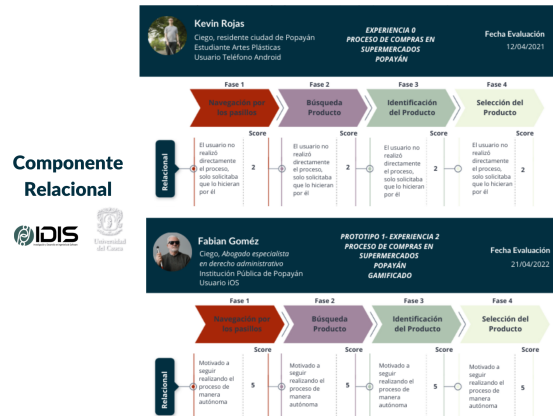 Componente
Relacional
IDIS
Universidad
del Cauca
Kevin Rojas
Ciego, residente ciudad de Popayán
Estudiante Artes Plásticas
Usuario Teléfono Android
EXPERIENCIA 0
PROCESO DE COMPRAS EN
SUPERMERCADOS
POPAYÁN
Fecha Evaluación
12/04/2021
Fase 1
Fase 2
Fase 3
Fase 4
Navegación por
los pasillos
Búsqueda
Producto
Identificación
del Producto
Selección del
Producto
Score
Score
Score
Score
Relacional
El usuario no
realizó
directamente
el proceso,
solo solicitaba
que lo hicieran
por él
2
El usuario no
realizó
directamente
el proceso,
solo solicitaba
que lo hicieran
por él
2
El usuario no
realizó
directamente
el proceso,
solo solicitaba
que lo hicieran
por él
2
El usuario no
realizó
directamente
el proceso,
solo solicitaba
que lo hicieran
por él
2
Fabian Goméz
Ciego, Abogado especialista
en derecho administrativo
Institución Pública de Popayán
Usuario iOS
PROTOTIPO 1- EXPERIENCIA 2
PROCESO DE COMPRAS EN
SUPERMERCADOS
POPAYÁN
GAMIFICADO
Fecha Evaluación
21/04/2022
Fase 1
Fase 2
Fase 3
Fase 4
Navegación por
los pasillos
Búsqueda
Producto
Identificación
del Producto
Selección del
Producto
Score
Score
Score
Score
Relacional
Motivado a
seguir
realizando el
proceso de
manera
autónoma
5
Motivado a
seguir
realizando el
proceso de
manera
autónoma
5
Motivado a
seguir
realizando el
proceso de
manera
autónoma
5
Motivado a
seguir
realizando el
proceso de
manera
autónoma
5